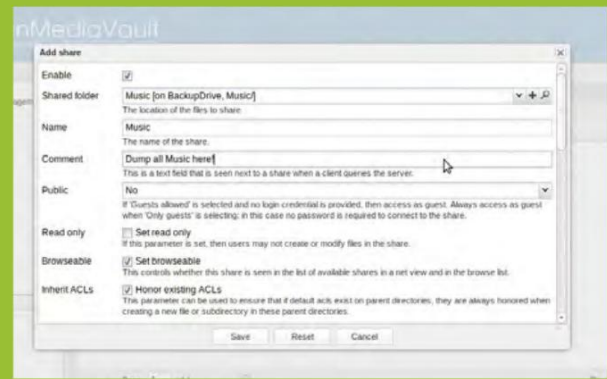 nMediaVault
Add share
Enable
Shared folder Music [on BackupDrive, Music/]
The location of the files to share.
Name Music
The name of the share.
Comment Dump all Music here!
This is a text field that is seen next to a share when a client queries the server.
Public No
If 'Guests allowed' is selected and no login credential is provided, then access as guest. Always access as guest
when 'Only guests' is selecting; in this case no password is required to connect to the share.
Read only Set read only
If this parameter is set, then users may not create or modify files in the share.
Browseable Set browseable
This controls whether this share is seen in the list of available shares in a net view and in the browse list.
Inherit ACLs Honor existing ACLs
This parameter can be used to ensure that if default acls exist on parent directories, they are always honored when
creating a new file or subdirectory in these parent directories.
Save Reset Cancel